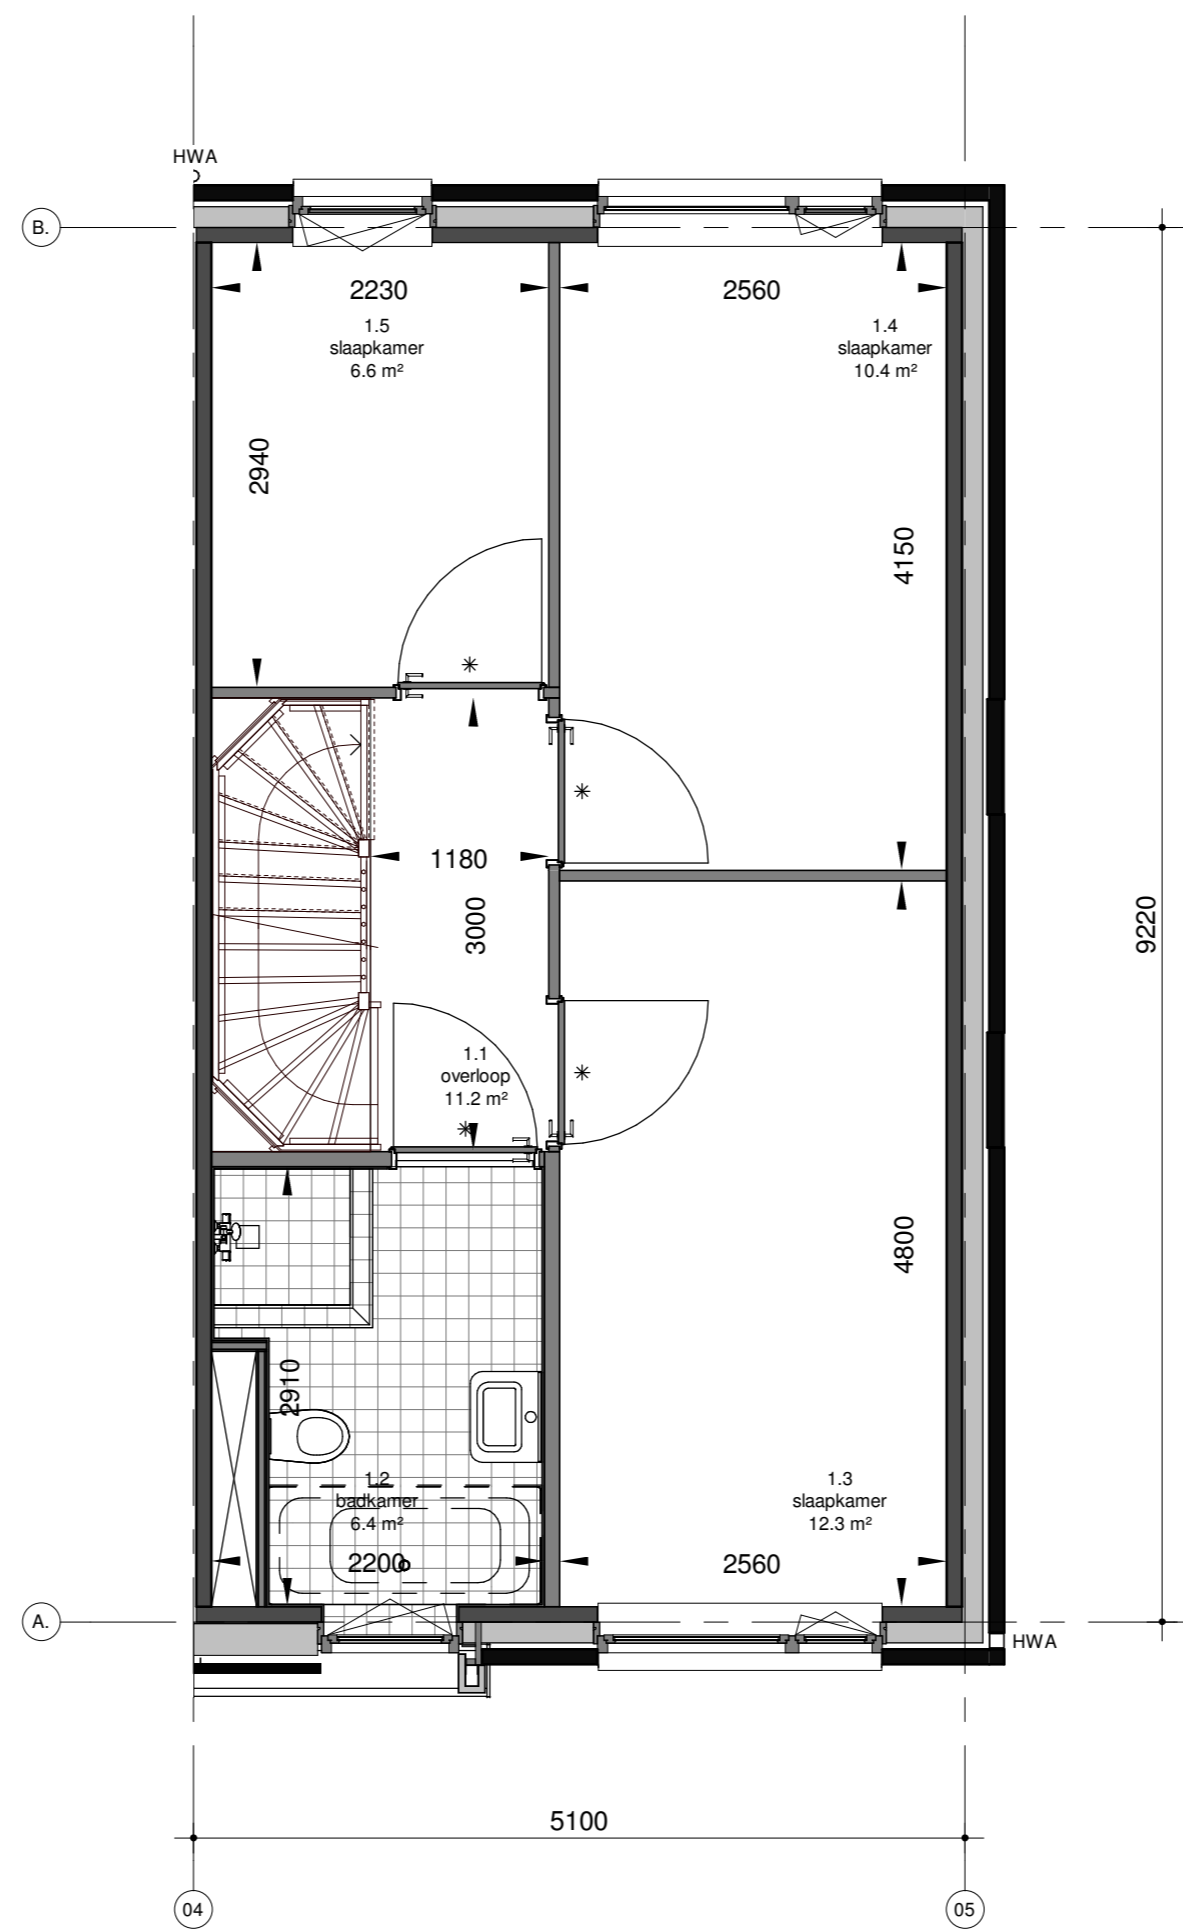 HWA
B.
2230
2560
1.5
slaapkamer
6.6 m²
1.4
slaapkamer
10.4 m²
2940
4150
1180
3000
9220
1.1
overloop
11.2 m²
4800
2910
1.2
badkamer
6.4 m²
1.3
slaapkamer
12.3 m²
2200
2560
A.
HWA
5100
04
05